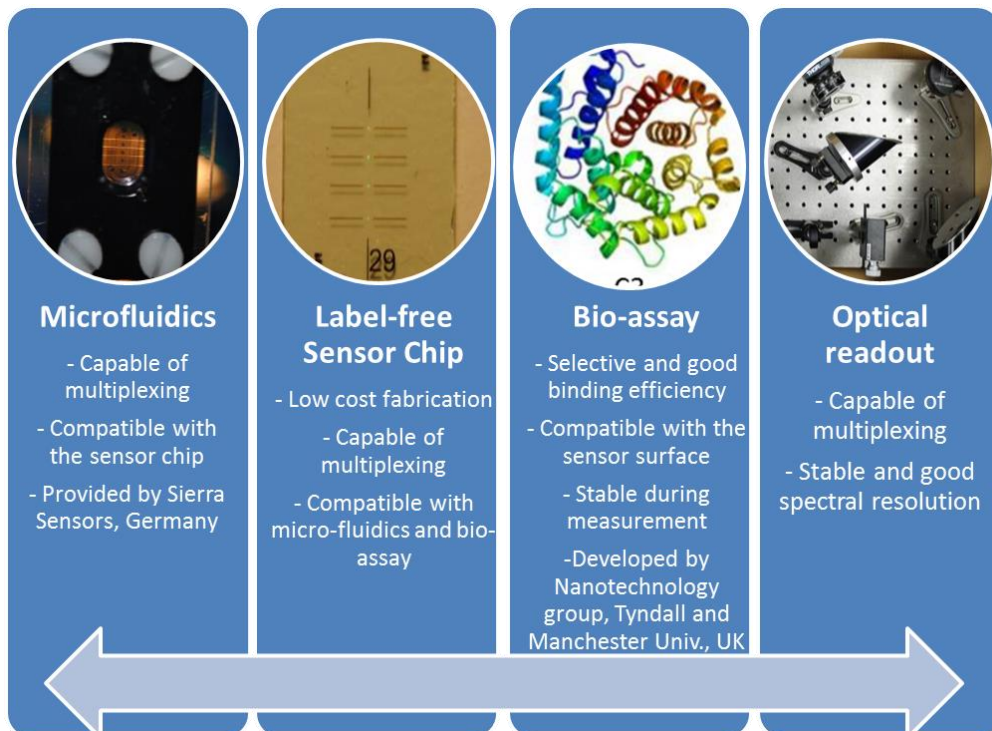 29
Microfluidics
- Capable of
multiplexing
- Compatible with
the sensor chip
- Provided by Sierra
Sensors, Germany
Label-free
Sensor Chip
- Low cost fabrication
- Capable of
multiplexing
- Compatible with
micro-fluidics and bio-
assay
Bio-assay
- Selective and good
binding efficiency
- Compatible with the
sensor surface
- Stable during
measurement
-Developed by
Nanotechnology
group, Tyndall and
Manchester Univ., UK
Optical
readout
- Capable of
multiplexing
- Stable and good
spectral resolution